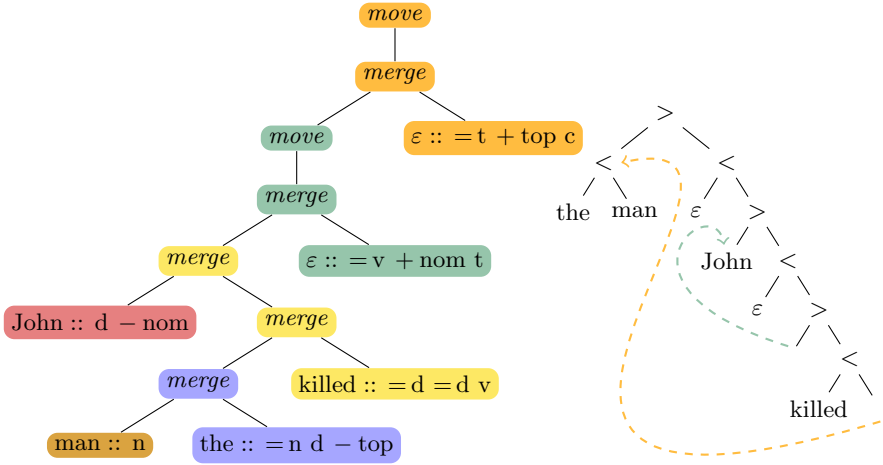 move
merge
move
ε :: =t +top c
>
merge
< <
the man ε >
merge
ε :: =v +nom t
John <
John :: d −nom
merge
ε >
merge
killed :: =d =d v
<
killed
man :: n
the :: =n d −top